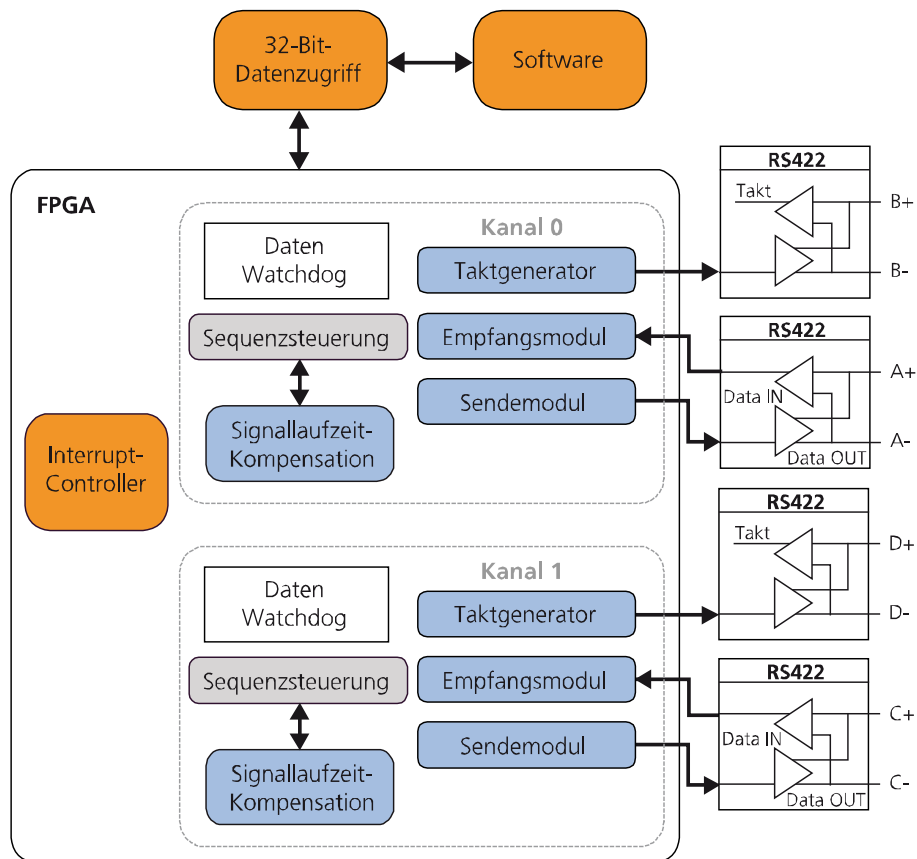 32-Bit-
Datenzugriff
Software
FPGA
Kanal 0
Daten
Watchdog
Taktgenerator
Sequenzsteuerung
Empfangsmodul
Signallaufzeit-
Kompensation
Sendemodul
Interrupt-
Controller
Kanal 1
Daten
Watchdog
Taktgenerator
Sequenzsteuerung
Empfangsmodul
Signallaufzeit-
Kompensation
Sendemodul
RS422
Takt
B+
B-
RS422
A+
Data IN
A-
Data OUT
RS422
Takt
D+
D-
RS422
C+
Data IN
C-
Data OUT